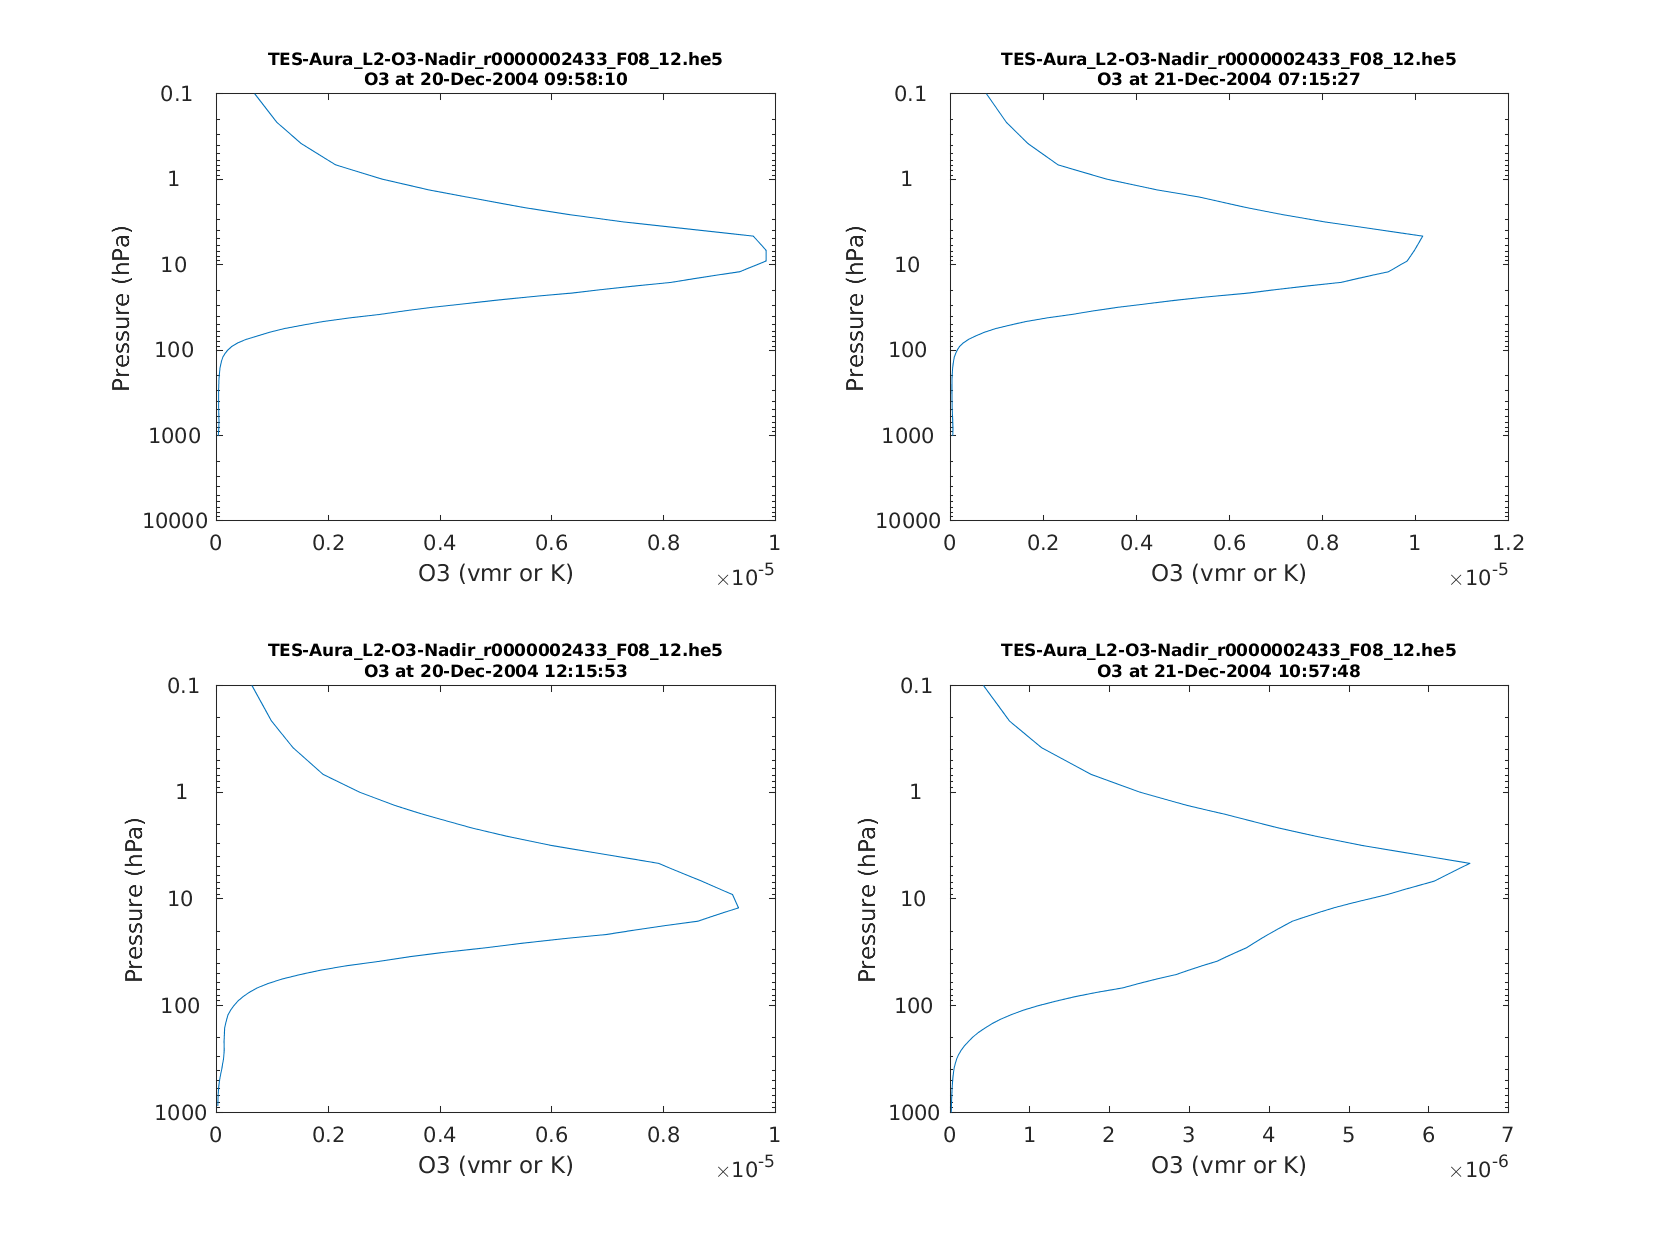 TES-Aura_L2-O3-Nadir_r0000002433_F08_12.he5
O3 at 20-Dec-2004 09:58:10
0.1
1
10
100
1000
10000
Pressure (hPa)
0 0.2 0.4 0.6 0.8 1
O3 (vmr or K)
×10-5
TES-Aura_L2-O3-Nadir_r0000002433_F08_12.he5
O3 at 21-Dec-2004 07:15:27
0.1
1
10
100
1000
10000
Pressure (hPa)
0 0.2 0.4 0.6 0.8 1 1.2
O3 (vmr or K)
×10-5
TES-Aura_L2-O3-Nadir_r0000002433_F08_12.he5
O3 at 20-Dec-2004 12:15:53
0.1
1
10
100
1000
Pressure (hPa)
0 0.2 0.4 0.6 0.8 1
O3 (vmr or K)
×10-5
TES-Aura_L2-O3-Nadir_r0000002433_F08_12.he5
O3 at 21-Dec-2004 10:57:48
0.1
1
10
100
1000
Pressure (hPa)
0 1 2 3 4 5 6 7
O3 (vmr or K)
×10-6